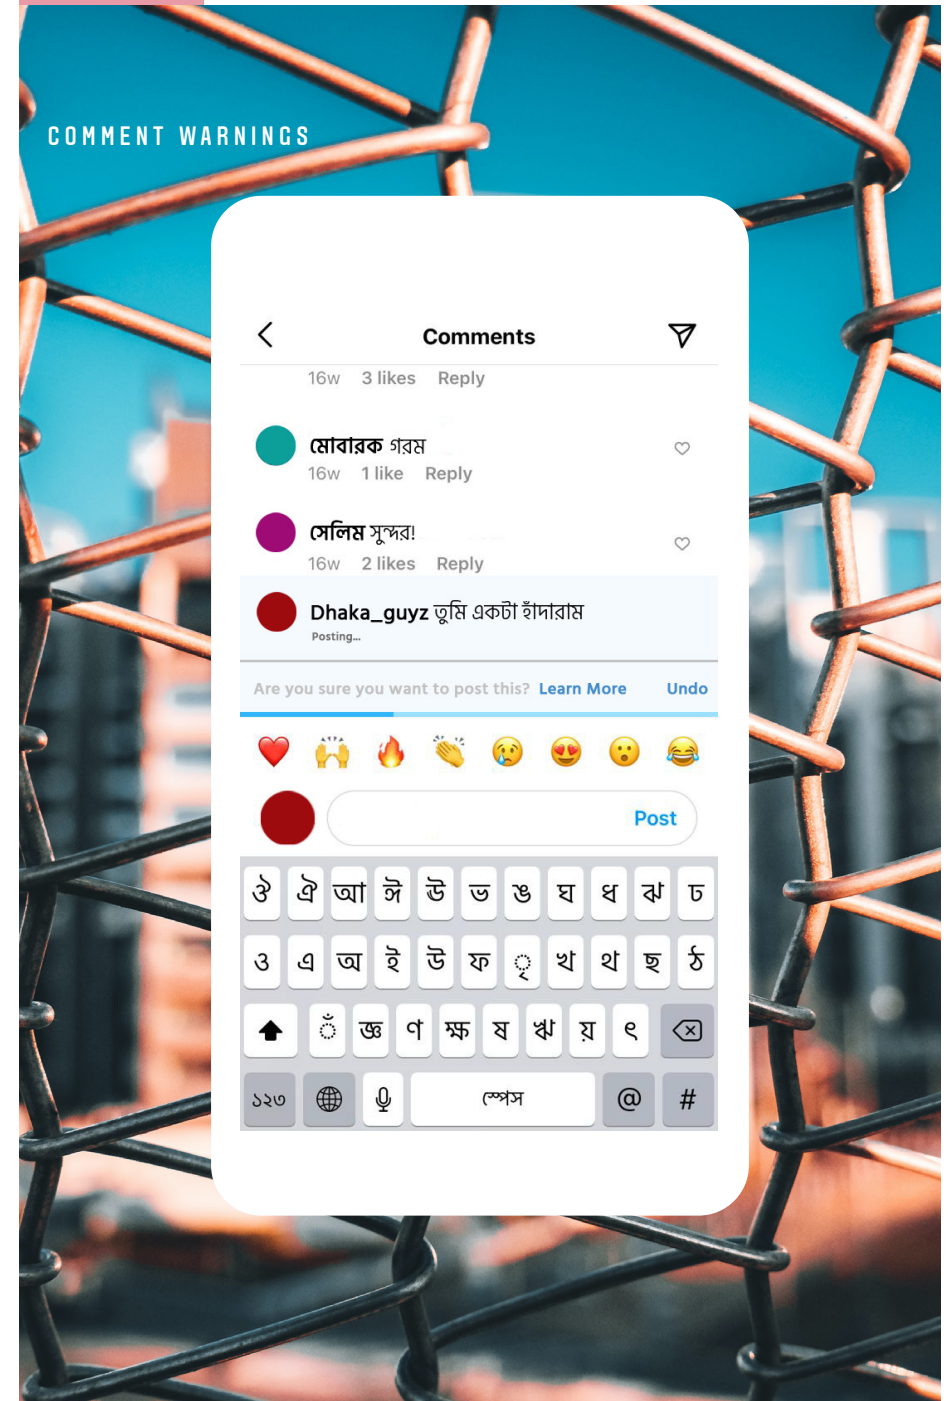 COMMENT WARNINGS
Comments
16w 3 likes Reply
মোবারক গরম
16w 1 like Reply
সেলিম সুন্দর!
16w 2 likes Reply
Dhaka_guyz তুমি একটা হাঁদারাম
Posting...
Are you sure you want to post this? Learn More Undo
Post
ঔ ঐ আ ঈ ঊ ভ ঙ ঘ ধ ঝ ঢ
ও এ অ ই উ ফ ৃ খ থ ছ ঠ
ঁ জ্ঞ ণ ক্ষ ষ ঋ য় ৎ
১২৩ স্পেস @ #